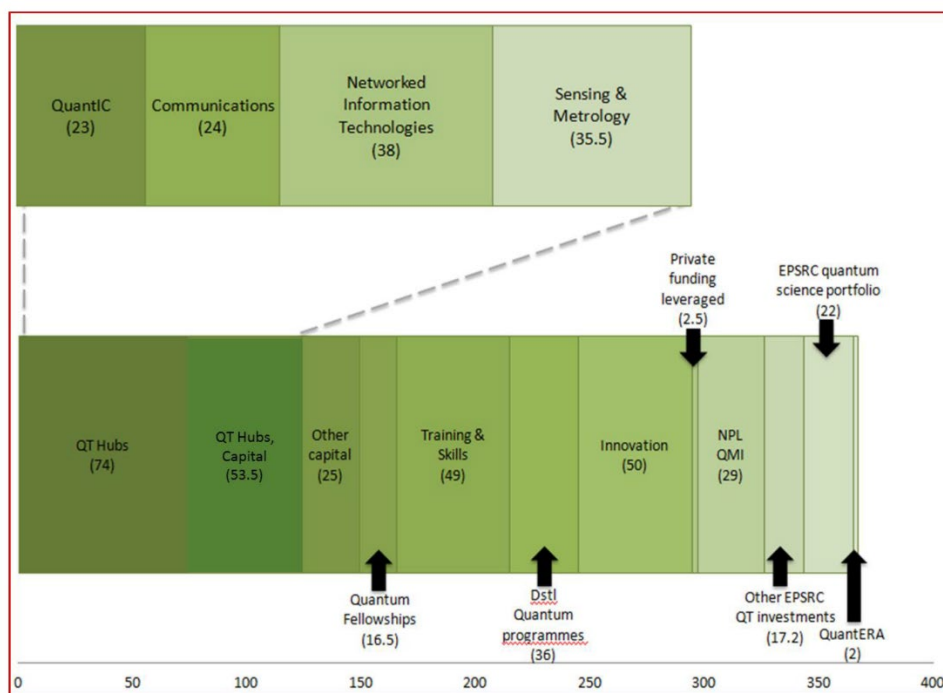 QuantIC
(23)
Communications
(24)
Networked
Information
Technologies
(38)
Sensing &
Metrology
(35.5)
Private
funding
leveraged
(2.5)
EPSRC quantum
science portfolio
(22)
QT Hubs
(74)
QT Hubs,
Capital
(53.5)
Other
capital
(25)
Training &
Skills
(49)
Innovation
(50)
NPL
QMI
(29)
Quantum
Fellowships
(16.5)
Dstl
Quantum
programmes
(36)
Other EPSRC
QT investments
(17.2)
QuantERA
(2)
0 50 100 150 200 250 300 350 400